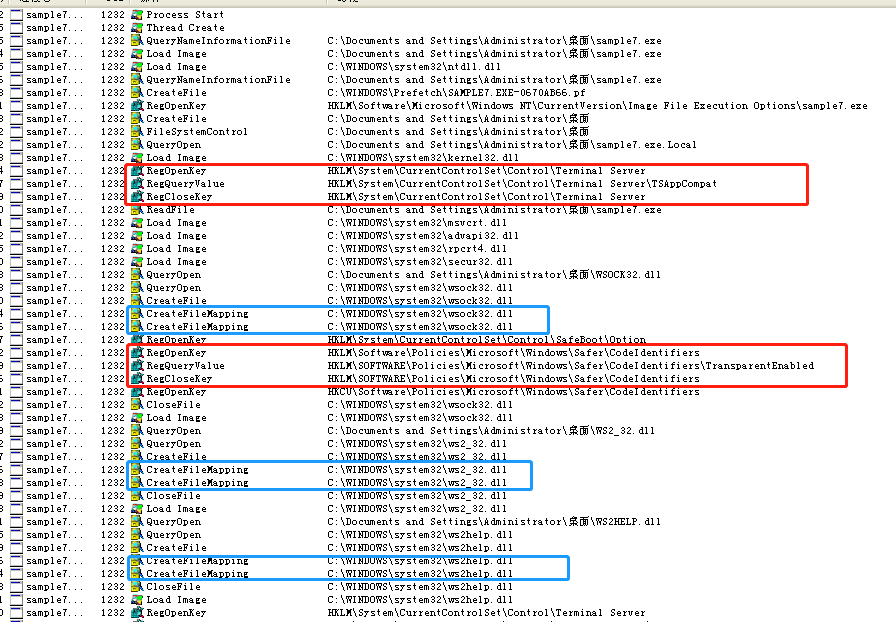 sample7... 1232 Process Start
sample7... 1232 Thread Create
sample7... 1232 QueryNameInformationFile C:\Documents and Settings\Administrator\桌面\sample7.exe
sample7... 1232 Load Image C:\Documents and Settings\Administrator\桌面\sample7.exe
sample7... 1232 Load Image C:\WINDOWS\system32\ntdll.dll
sample7... 1232 QueryNameInformationFile C:\Documents and Settings\Administrator\桌面\sample7.exe
sample7... 1232 CreateFile C:\WINDOWS\Prefetch\SAMPLE7.EXE-0670AB66.pf
sample7... 1232 RegOpenKey HKLM\Software\Microsoft\Windows NT\CurrentVersion\Image File Execution Options\sample7.exe
sample7... 1232 CreateFile C:\Documents and Settings\Administrator\桌面
sample7... 1232 FileSystemControl C:\Documents and Settings\Administrator\桌面
sample7... 1232 QueryOpen C:\Documents and Settings\Administrator\桌面\sample7.exe.Local
sample7... 1232 Load Image C:\WINDOWS\system32\kernel32.dll
sample7... 1232 RegOpenKey HKLM\System\CurrentControlSet\Control\Terminal Server
sample7... 1232 RegQueryValue HKLM\System\CurrentControlSet\Control\Terminal Server\TSAppCompat
sample7... 1232 RegCloseKey HKLM\System\CurrentControlSet\Control\Terminal Server
sample7... 1232 ReadFile C:\Documents and Settings\Administrator\桌面\sample7.exe
sample7... 1232 Load Image C:\WINDOWS\system32\msvcrt.dll
sample7... 1232 Load Image C:\WINDOWS\system32\advapi32.dll
sample7... 1232 Load Image C:\WINDOWS\system32\rpcrt4.dll
sample7... 1232 Load Image C:\WINDOWS\system32\secur32.dll
sample7... 1232 QueryOpen C:\Documents and Settings\Administrator\桌面\WSOCK32.dll
sample7... 1232 QueryOpen C:\WINDOWS\system32\wsock32.dll
sample7... 1232 CreateFile C:\WINDOWS\system32\wsock32.dll
sample7... 1232 CreateFileMapping C:\WINDOWS\system32\wsock32.dll
sample7... 1232 CreateFileMapping C:\WINDOWS\system32\wsock32.dll
sample7... 1232 RegOpenKey HKLM\System\CurrentControlSet\Control\SafeBoot\Option
sample7... 1232 RegOpenKey HKLM\Software\Policies\Microsoft\Windows\Safer\CodeIdentifiers
sample7... 1232 RegQueryValue HKLM\SOFTWARE\Policies\Microsoft\Windows\Safer\CodeIdentifiers\TransparentEnabled
sample7... 1232 RegCloseKey HKLM\SOFTWARE\Policies\Microsoft\Windows\Safer\CodeIdentifiers
sample7... 1232 RegOpenKey HKCU\Software\Policies\Microsoft\Windows\Safer\CodeIdentifiers
sample7... 1232 CloseFile C:\WINDOWS\system32\wsock32.dll
sample7... 1232 Load Image C:\WINDOWS\system32\wsock32.dll
sample7... 1232 QueryOpen C:\Documents and Settings\Administrator\桌面\WS2_32.dll
sample7... 1232 QueryOpen C:\WINDOWS\system32\ws2_32.dll
sample7... 1232 CreateFile C:\WINDOWS\system32\ws2_32.dll
sample7... 1232 CreateFileMapping C:\WINDOWS\system32\ws2_32.dll
sample7... 1232 CreateFileMapping C:\WINDOWS\system32\ws2_32.dll
sample7... 1232 CloseFile C:\WINDOWS\system32\ws2_32.dll
sample7... 1232 Load Image C:\WINDOWS\system32\ws2_32.dll
sample7... 1232 QueryOpen C:\Documents and Settings\Administrator\桌面\WS2HELP.dll
sample7... 1232 QueryOpen C:\WINDOWS\system32\ws2help.dll
sample7... 1232 CreateFile C:\WINDOWS\system32\ws2help.dll
sample7... 1232 CreateFileMapping C:\WINDOWS\system32\ws2help.dll
sample7... 1232 CreateFileMapping C:\WINDOWS\system32\ws2help.dll
sample7... 1232 CloseFile C:\WINDOWS\system32\ws2help.dll
sample7... 1232 Load Image C:\WINDOWS\system32\ws2help.dll
sample7... 1232 RegOpenKey HKLM\System\CurrentControlSet\Control\Terminal Server